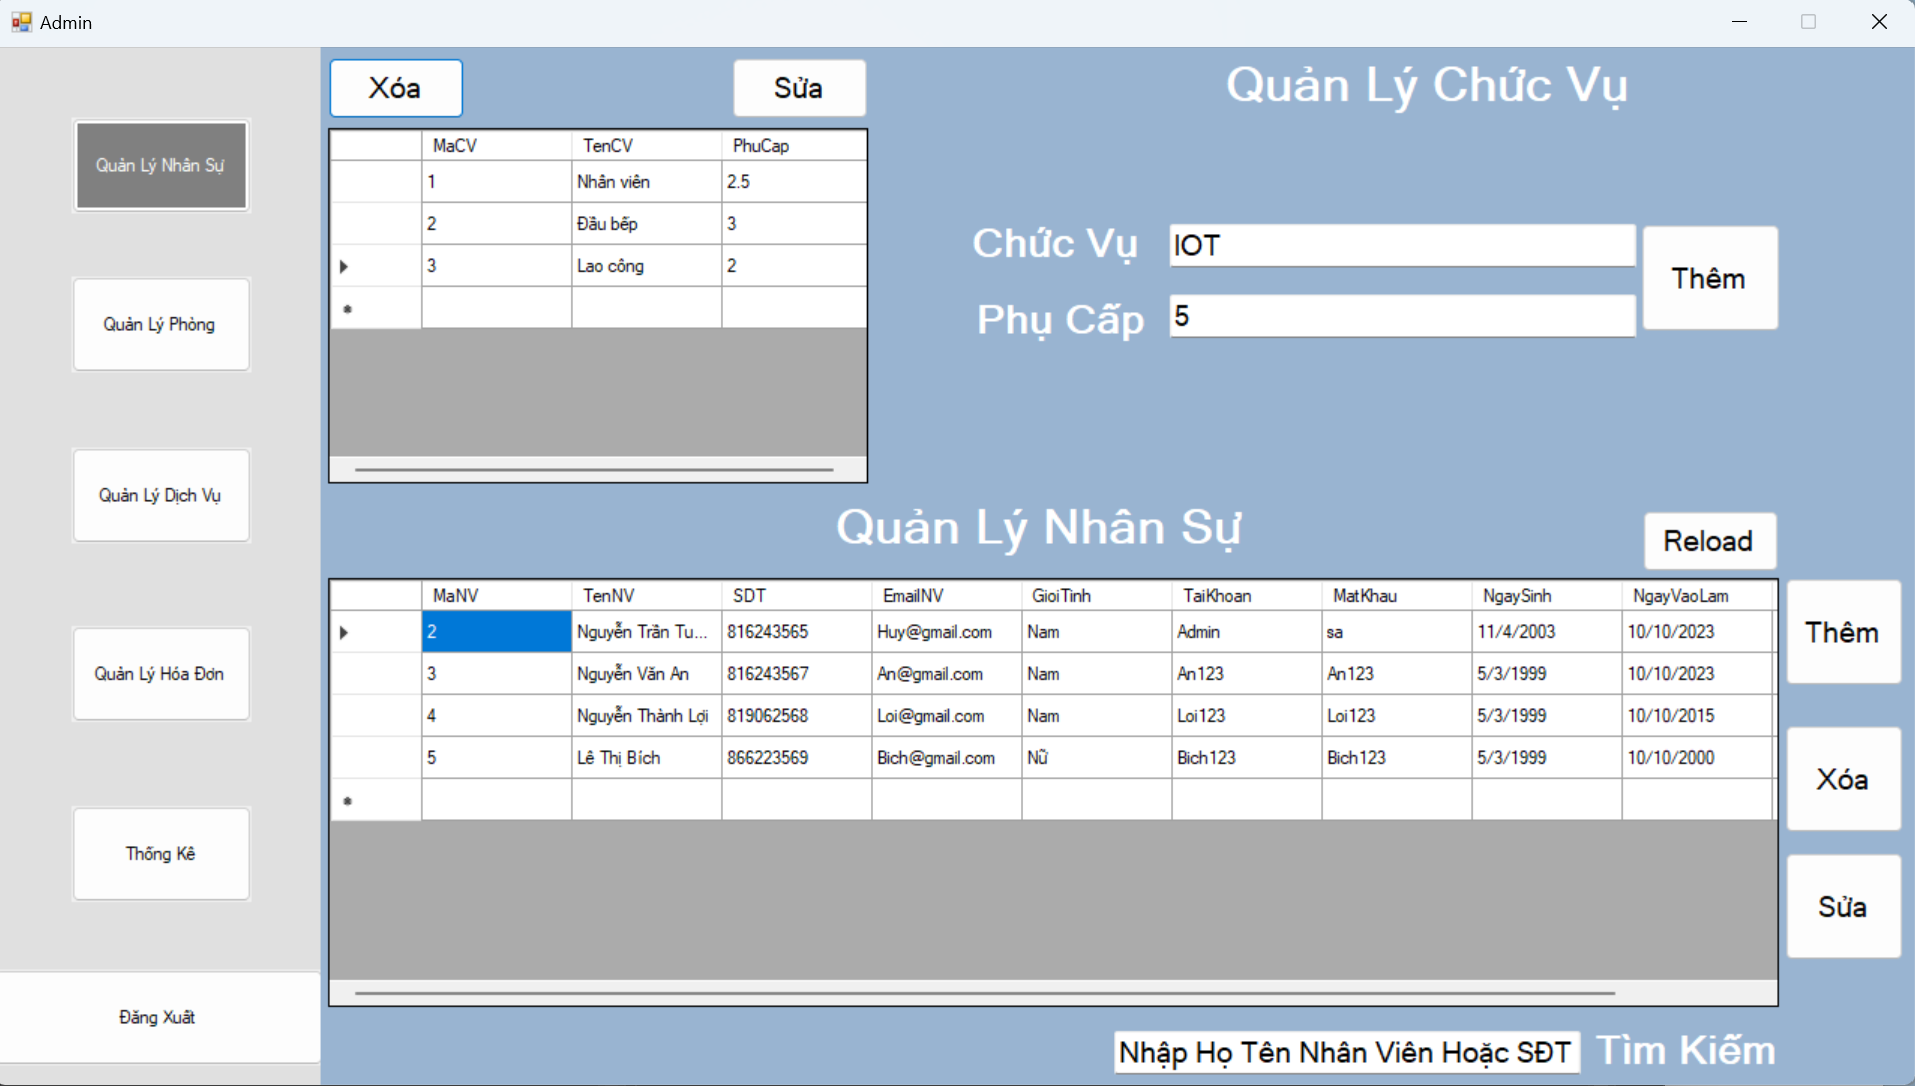 Admin
Quản Lý Nhân Sự
Quản Lý Phòng
Quản Lý Dịch Vụ
Quản Lý Hóa Đơn
Thống Kê
Đăng Xuất
Xóa Sửa
MaCV TenCV PhuCap
1 Nhân viên 2.5
2 Đầu bếp 3
3 Lao công 2
Quản Lý Chức Vụ
Chức Vụ IOT
Phụ Cấp 5
Thêm
Quản Lý Nhân Sự
Reload
MaNV TenNV SDT EmailNV GioiTinh TaiKhoan MatKhau NgaySinh NgayVaoLam
2 Nguyễn Trần Tu... 816243565 Huy@gmail.com Nam Admin sa 11/4/2003 10/10/2023
3 Nguyễn Văn An 816243567 An@gmail.com Nam An123 An123 5/3/1999 10/10/2023
4 Nguyễn Thành Lợi 819062568 Loi@gmail.com Nam Loi123 Loi123 5/3/1999 10/10/2015
5 Lê Thị Bích 866223569 Bich@gmail.com Nữ Bich123 Bich123 5/3/1999 10/10/2000
Thêm
Xóa
Sửa
Nhập Họ Tên Nhân Viên Hoặc SĐT Tìm Kiếm